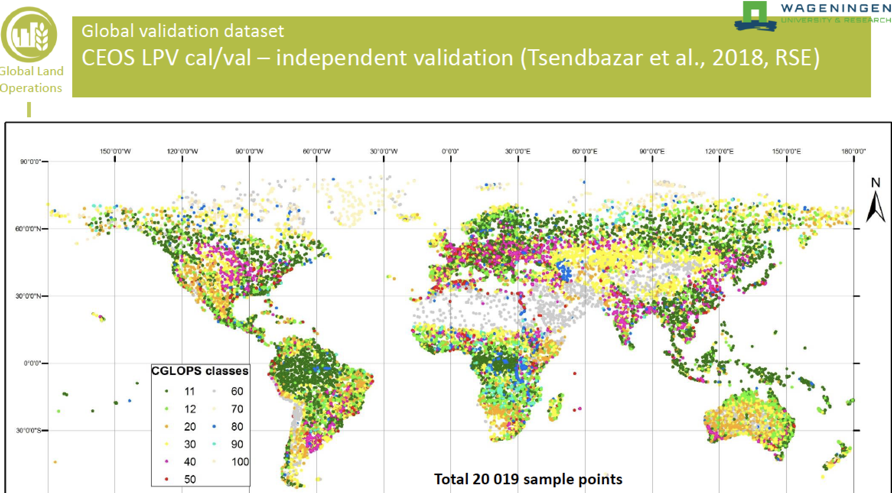 Global validation dataset
WAGENINGEN
UNIVERSITY & RESEARCH
CEOS LPV cal/val – independent validation (Tsendbazar et al., 2018, RSE)
Global Land
Operations
150°0'0"W 120°0'0"W 90°0'0"W 60°0'0"W 30°0'0"W 0°0'0" 30°0'0"E 60°0'0"E 90°0'0"E 120°0'0"E 150°0'0"E 180°0'0"
90°0'0"
N
60°0'0"
30°0'0"N
0°0'0"
30°0'0"S
CGLOPS classes
11 60
12 70
20 80
30 90
40 100
50
Total 20 019 sample points